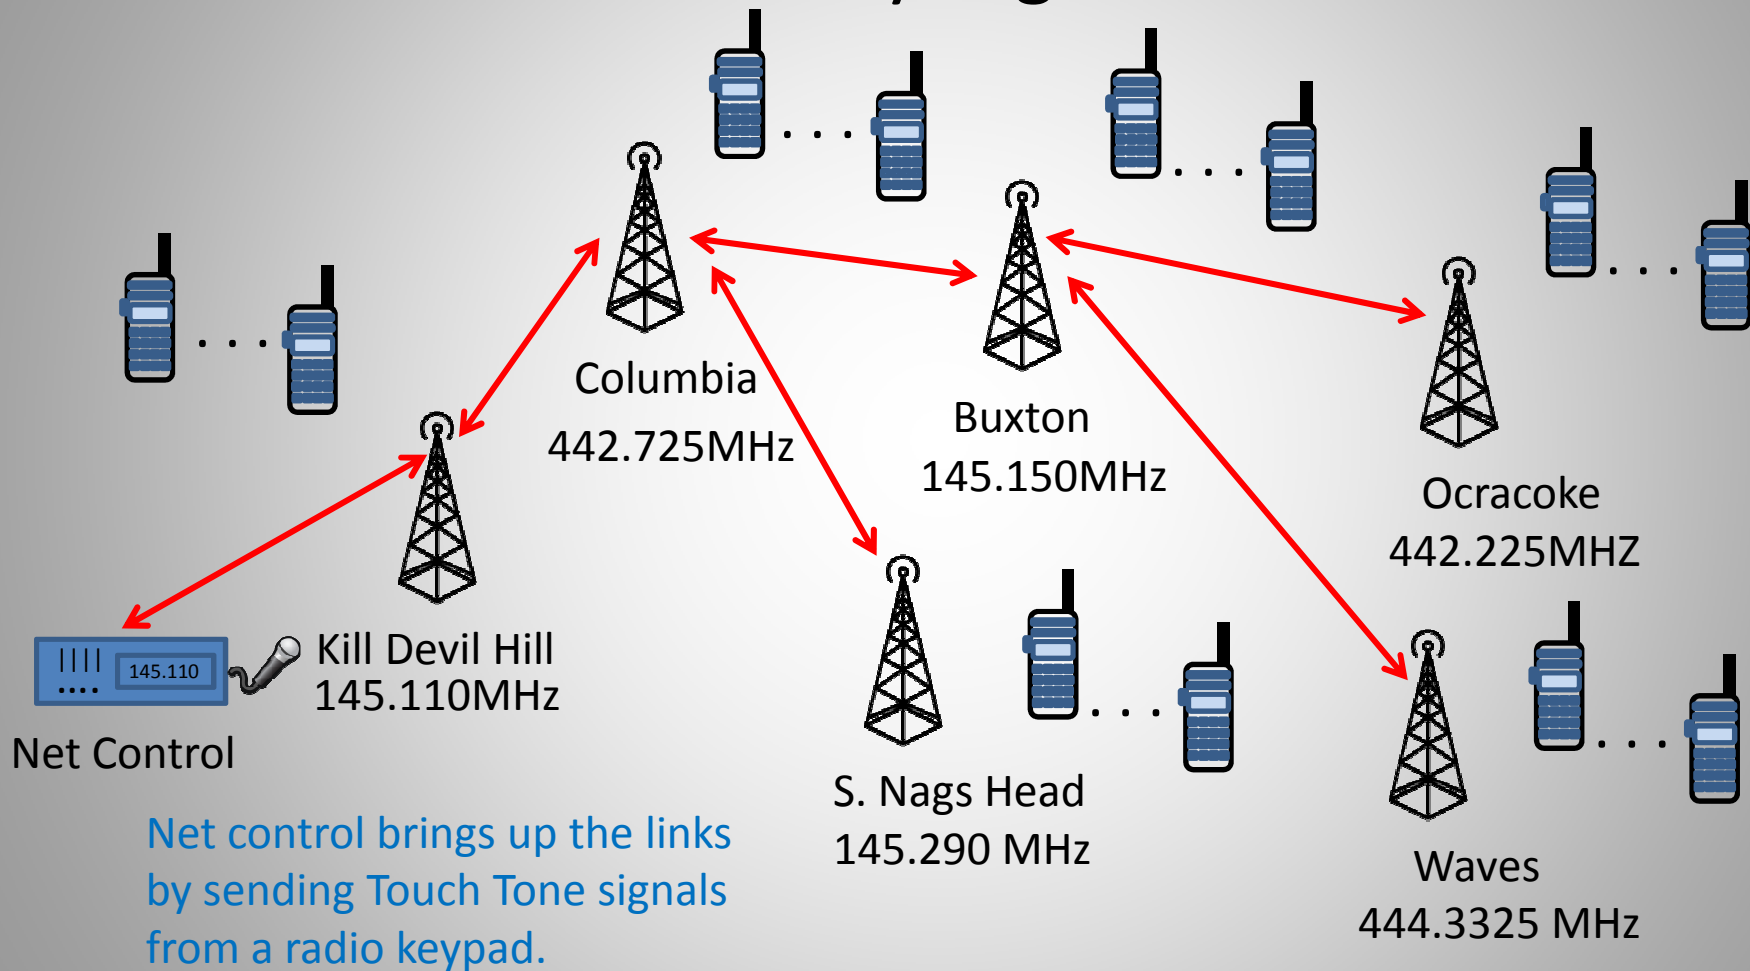 Columbia
442.725MHz
Buxton
145.150MHz
Ocracoke
442.225MHZ
145.110
Kill Devil Hill
145.110MHz
Net Control
S. Nags Head
145.290 MHz
Waves
444.3325 MHz
Net control brings up the links
by sending Touch Tone signals
from a radio keypad.